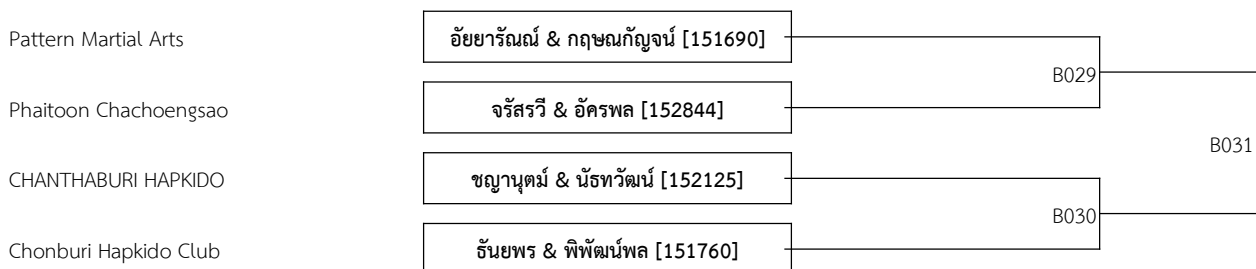 Pattern Martial Arts อัยยารัณณ์ & กฤษณกัญจน์ [151690]
B029
Phaitoon Chachoengsao จรัสรวี & อัครพล [152844]
B031
CHANTHABURI HAPKIDO ชญานุตม์ & นัธทวัฒน์ [152125]
B030
Chonburi Hapkido Club ธันยพร & พิพัฒน์พล [151760]